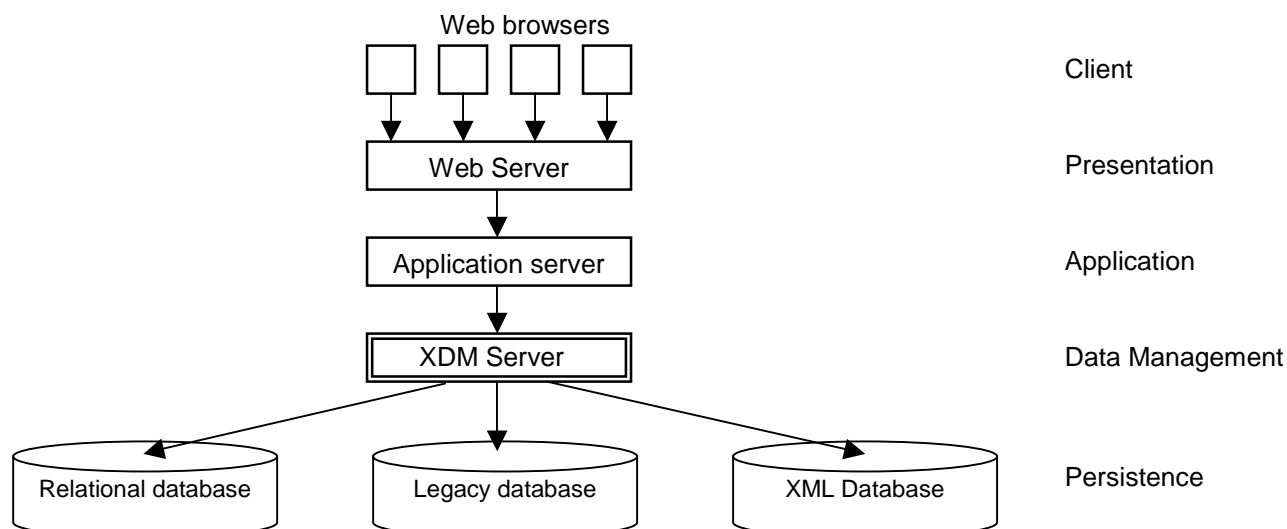 Web browsers
Client
Web Server
Presentation
Application server
Application
XDM Server
Data Management
Relational database
Legacy database
XML Database
Persistence